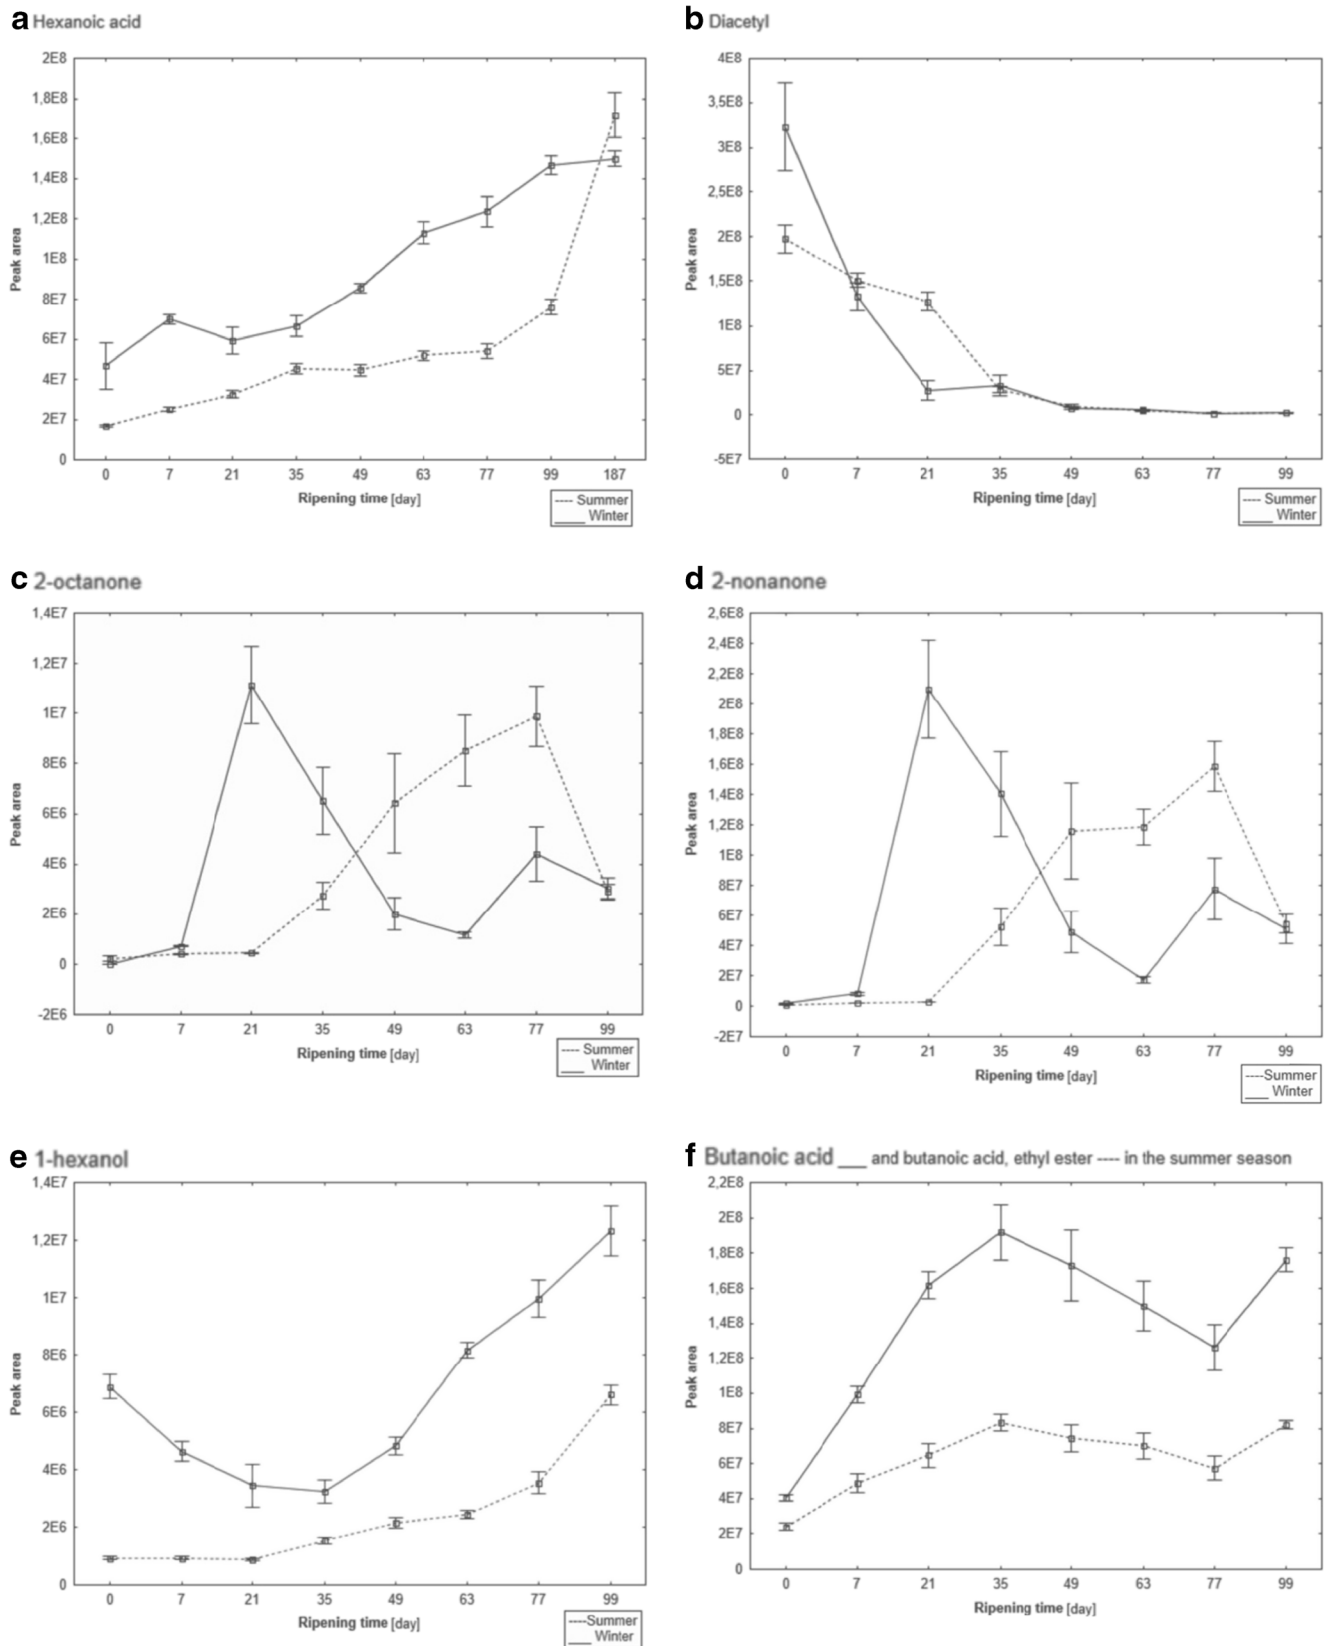 a Hexanoic acid
2E8
1,8E8
1,6E8
1,4E8
1,2E8
1E8
8E7
6E7
4E7
2E7
0
Peak area
0 7 21 35 49 63 77 99 187
Ripening time [day]
Summer
Winter
b Diacetyl
4E8
3,5E8
3E8
2,5E8
2E8
1,5E8
1E8
5E7
0
-5E7
Peak area
0 7 21 35 49 63 77 99
Ripening time [day]
Summer
Winter
c 2-octanone
1,4E7
1,2E7
1E7
8E6
6E6
4E6
2E6
0
-2E6
Peak area
0 7 21 35 49 63 77 99
Ripening time [day]
Summer
Winter
d 2-nonanone
2,6E8
2,4E8
2,2E8
2E8
1,8E8
1,6E8
1,4E8
1,2E8
1E8
8E7
6E7
4E7
2E7
0
-2E7
Peak area
0 7 21 35 49 63 77 99
Ripening time [day]
Summer
Winter
e 1-hexanol
1,4E7
1,2E7
1E7
8E6
6E6
4E6
2E6
0
Peak area
0 7 21 35 49 63 77 99
Ripening time [day]
Summer
Winter
f Butanoic acid ___ and butanoic acid, ethyl ester ---- in the summer season
2,2E8
2E8
1,8E8
1,6E8
1,4E8
1,2E8
1E8
8E7
6E7
4E7
2E7
0
Peak area
0 7 21 35 49 63 77 99
Ripening time [day]